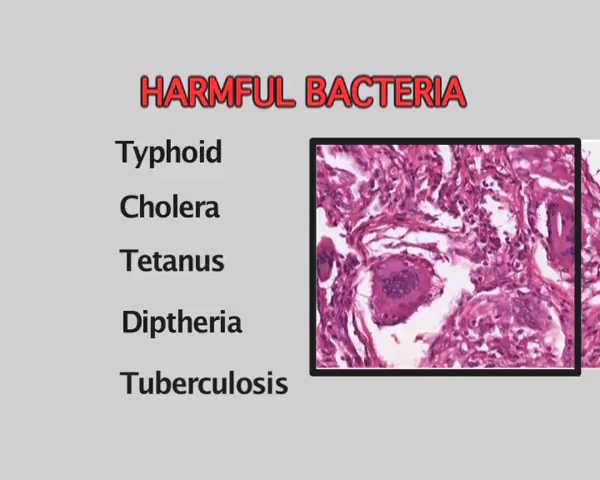 HARMFUL BACTERIA
Typhoid
Cholera
Tetanus
Diptheria
Tuberculosis